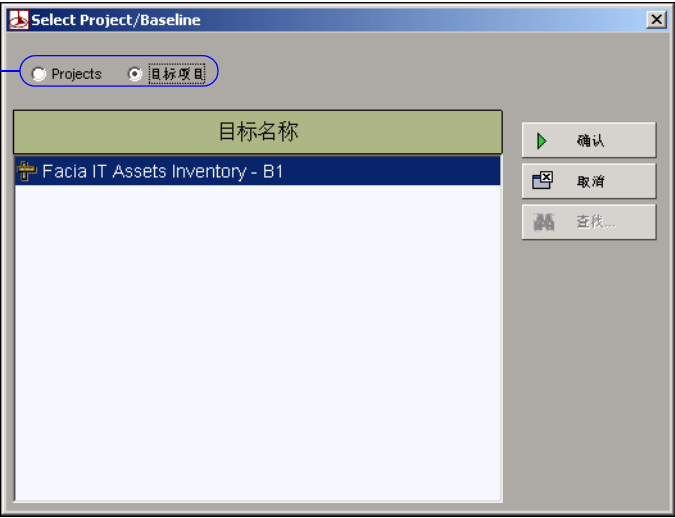 Select Project/Baseline
Projects 目标项目
目标名称
Facia IT Assets Inventory - B1
确认
取消
查找...